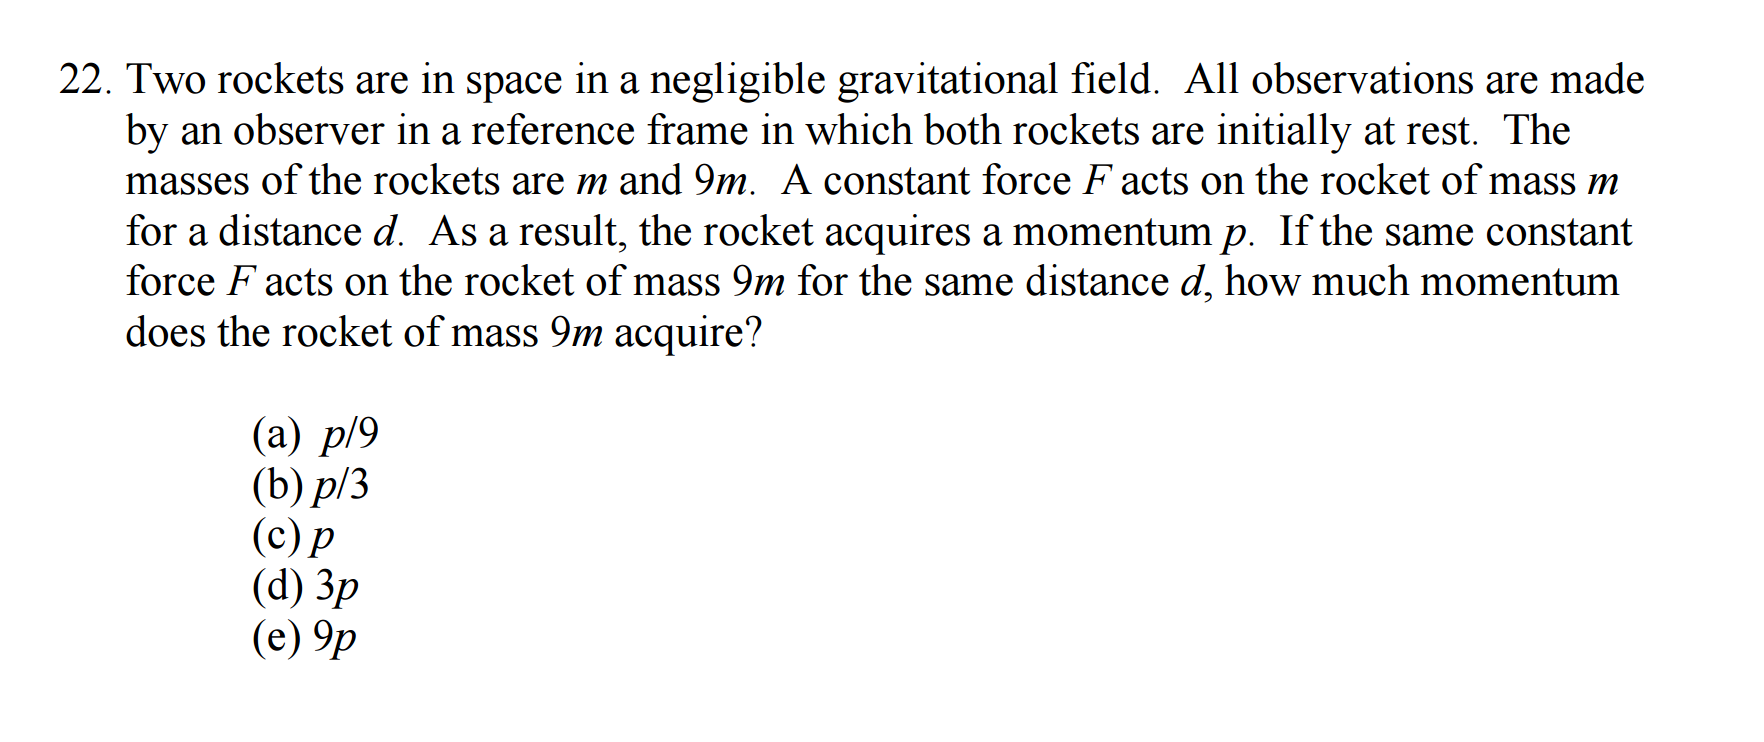 22. Two rockets are in space in a negligible gravitational field. All observations are made
by an observer in a reference frame in which both rockets are initially at rest. The
masses of the rockets are m and 9m. A constant force F acts on the rocket of mass m
for a distance d. As a result, the rocket acquires a momentum p. If the same constant
force F acts on the rocket of mass 9m for the same distance d, how much momentum
does the rocket of mass 9m acquire?
(a) p/9
(b) p/3
(c) p
(d) 3p
(e) 9p